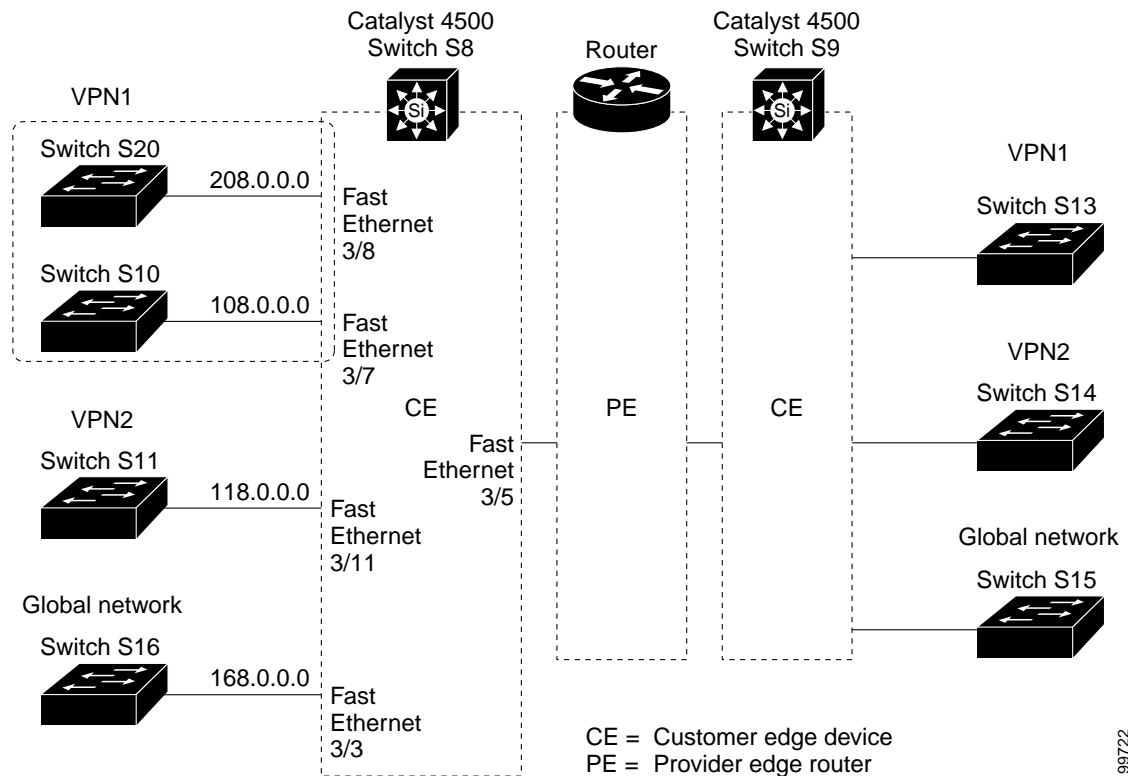 Catalyst 4500
Switch S8
Router
Catalyst 4500
Switch S9
Si
Si
VPN1
Switch S20
208.0.0.0
Fast
Ethernet
3/8
Switch S10
108.0.0.0
Fast
Ethernet
3/7
VPN2
Switch S11
118.0.0.0
Fast
Ethernet
3/11
Global network
Switch S16
168.0.0.0
Fast
Ethernet
3/3
CE
Fast
Ethernet
3/5
PE
CE
VPN1
Switch S13
VPN2
Switch S14
Global network
Switch S15
CE = Customer edge device
PE = Provider edge router
99722